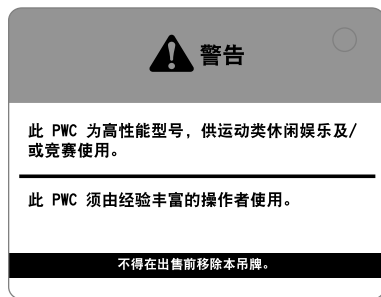 警告
此 PWC 为高性能型号，供运动类休闲娱乐及/
或竞赛使用。
此 PWC 须由经验丰富的操作者使用。
不得在出售前移除本吊牌。